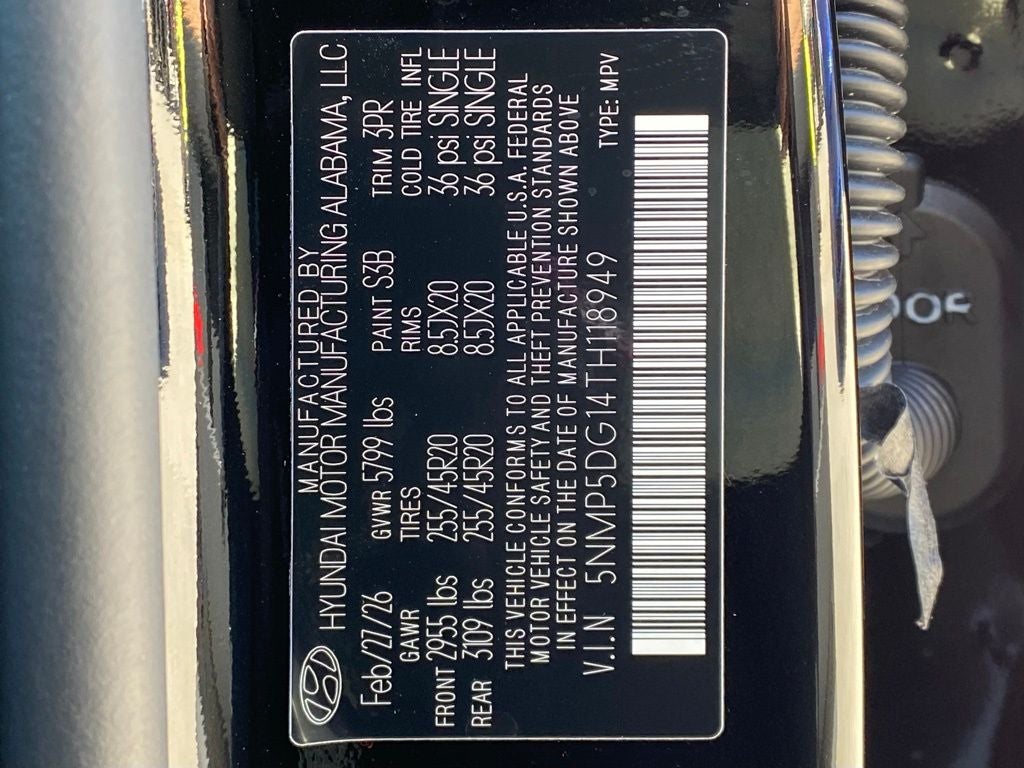 MANUFACTURED BY
HYUNDAI MOTOR MANUFACTURING ALABAMA, LLC
Feb/27/26 GVWR 5799 lbs PAINT S3B TRIM 3PR
GAWR TIRES RIMS COLD TIRE INFL
FRONT 2955 lbs 255/45R20 8.5JX20 36 psi SINGLE
REAR 3109 lbs 255/45R20 8.5JX20 36 psi SINGLE
THIS VEHICLE CONFORMS TO ALL APPLICABLE U.S.A. FEDERAL
MOTOR VEHICLE SAFETY AND THEFT PREVENTION STANDARDS
IN EFFECT ON THE DATE OF MANUFACTURE SHOWN ABOVE
V.I.N 5NMP5DG14TH118949 TYPE: MPV